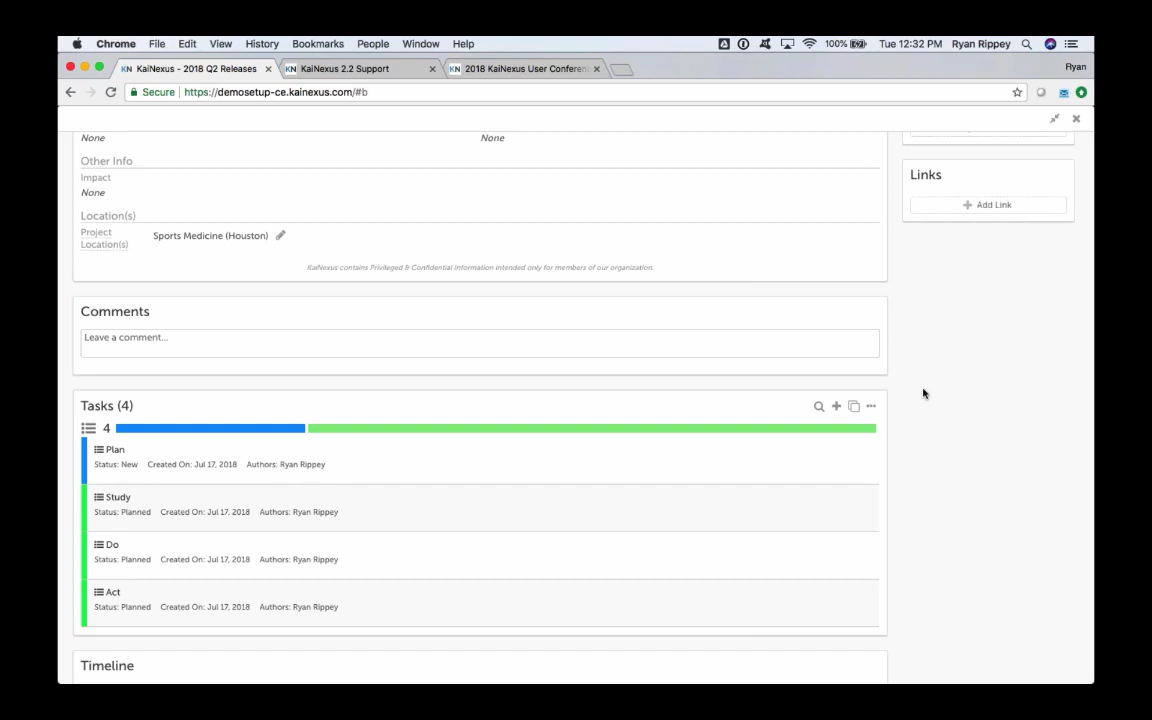 Chrome File Edit View History Bookmarks People Window Help 100% Tue 12:32 PM Ryan Rippey
KN KaiNexus - 2018 Q2 Releases KN KaiNexus 2.2 Support KN 2018 KaiNexus User Conferen Ryan
Secure https://demosetup-ce.kainexus.com/#b
None None
Other Info
Impact
None
Location(s)
Project Location(s) Sports Medicine (Houston)
KaiNexus contains Privileged & Confidential Information intended only for members of our organization.
Links
Add Link
Comments
Leave a comment...
Tasks (4)
4
Plan
Status: New Created On: Jul 17, 2018 Authors: Ryan Rippey
Study
Status: Planned Created On: Jul 17, 2018 Authors: Ryan Rippey
Do
Status: Planned Created On: Jul 17, 2018 Authors: Ryan Rippey
Act
Status: Planned Created On: Jul 17, 2018 Authors: Ryan Rippey
Timeline